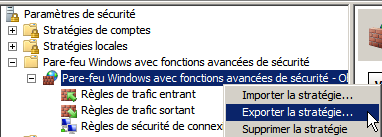 Paramètres de sécurité
Stratégies de comptes
Stratégies locales
Pare-feu Windows avec fonctions avancées de sécurité
Pare-feu Windows avec fonctions avancées de sécurité - O
Règles de trafic entrant
Règles de trafic sortant
Règles de sécurité de connexi
Importer la stratégie...
Exporter la stratégie...
Supprimer la stratégie